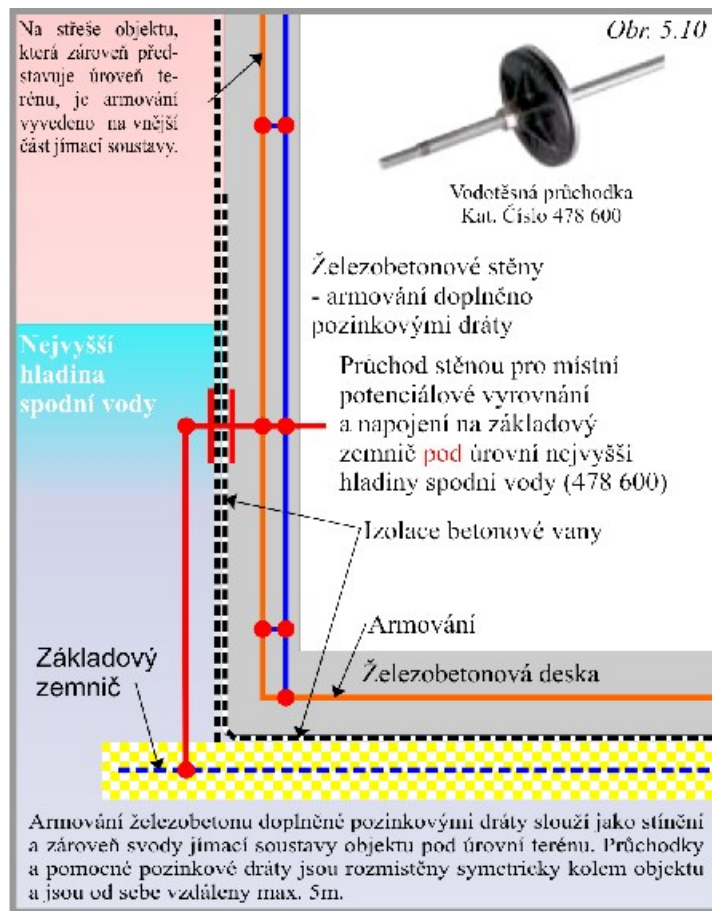 Na střeše objektu,
která zároveň před-
stavuje úroveň te-
rénu, je armování
vyvedeno na vnější
část jímací soustavy.
Obr. 5.10
Vodotěsná průchodka
Kat. Číslo 478 600
Železobetonové stěny
- armování doplněno
pozinkovými dráty
Nejvyšší
hladina
spodní vody
Průchod stěnou pro místní
potenciálové vyrovnání
a napojení na základový
zemnič pod úrovní nejvyšší
hladiny spodní vody (478 600)
Izolace betonové vany
Armování
Základový
zemnič
Železobetonová deska
Armování železobetonu doplněné pozinkovými dráty slouží jako stínění
a zároveň svody jímací soustavy objektu pod úrovní terénu. Průchodky
a pomocné pozinkové dráty jsou rozmistěny symetricky kolem objektu
a jsou od sebe vzdáleny max. 5m.